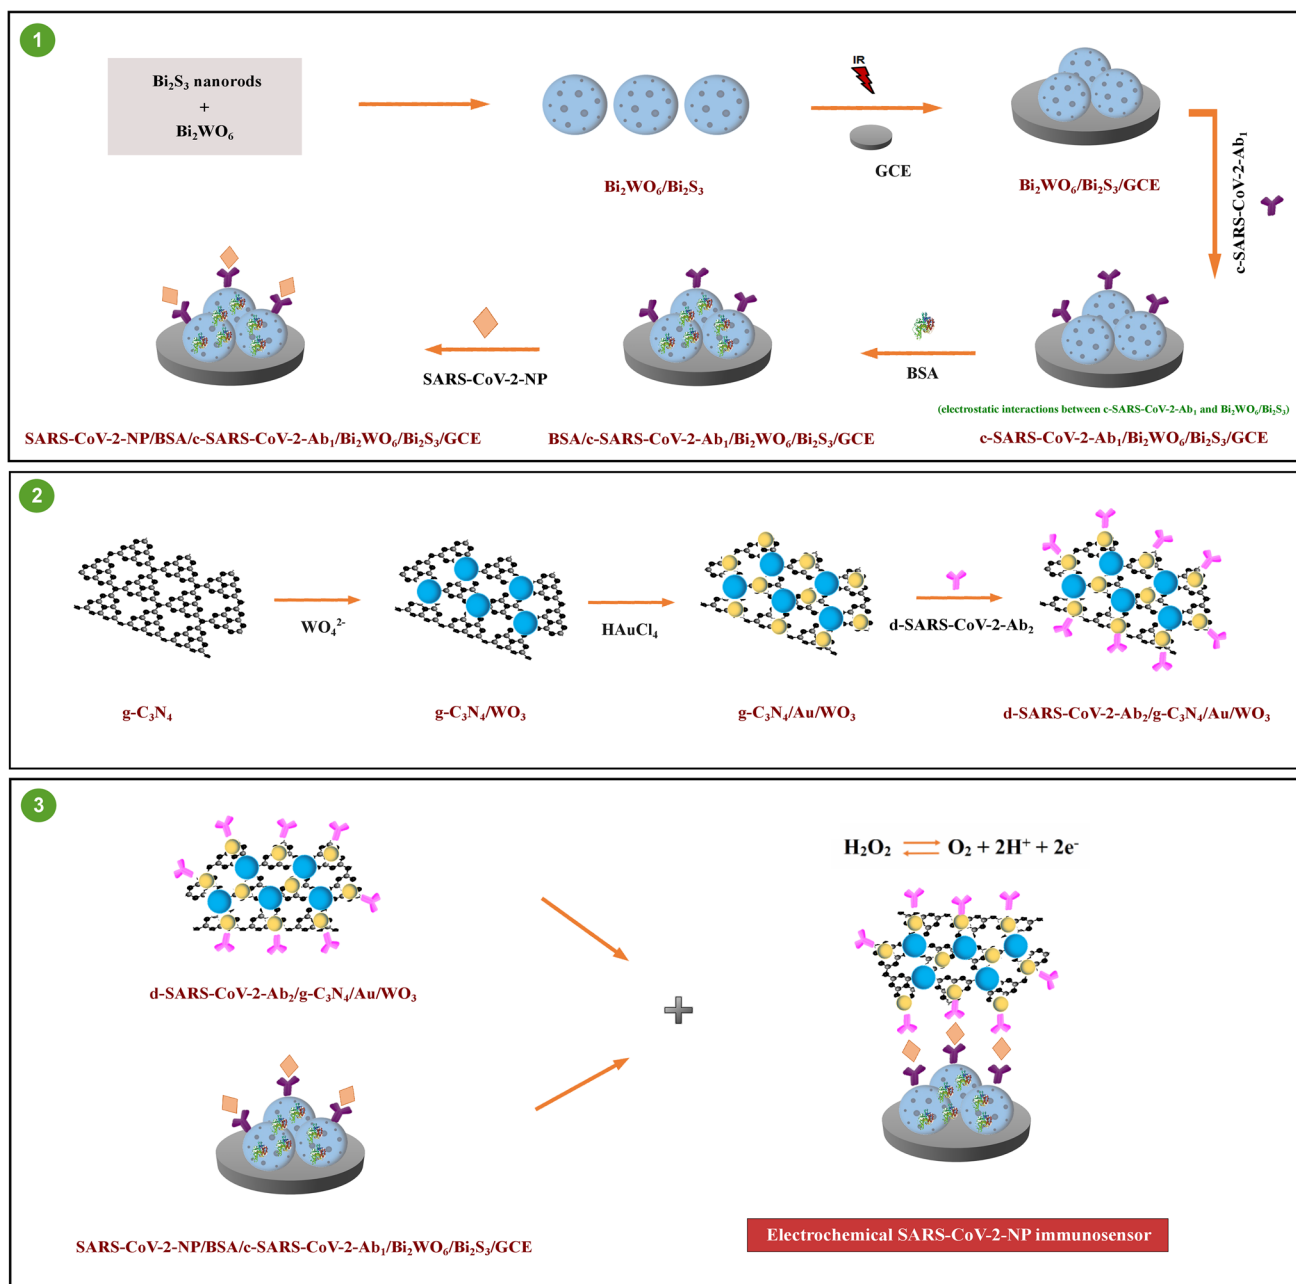 1
Bi₂S₃ nanorods
+
Bi₂WO₆
Bi₂WO₆/Bi₂S₃
IR
GCE
Bi₂WO₆/Bi₂S₃/GCE
c-SARS-CoV-2-Ab₁
(electrostatic interactions between c-SARS-CoV-2-Ab₁ and Bi₂WO₆/Bi₂S₃)
c-SARS-CoV-2-Ab₁/Bi₂WO₆/Bi₂S₃/GCE
BSA
BSA/c-SARS-CoV-2-Ab₁/Bi₂WO₆/Bi₂S₃/GCE
SARS-CoV-2-NP
SARS-CoV-2-NP/BSA/c-SARS-CoV-2-Ab₁/Bi₂WO₆/Bi₂S₃/GCE
2
g-C₃N₄
WO₄²⁻
g-C₃N₄/WO₃
HAuCl₄
g-C₃N₄/Au/WO₃
d-SARS-CoV-2-Ab₂
d-SARS-CoV-2-Ab₂/g-C₃N₄/Au/WO₃
3
d-SARS-CoV-2-Ab₂/g-C₃N₄/Au/WO₃
SARS-CoV-2-NP/BSA/c-SARS-CoV-2-Ab₁/Bi₂WO₆/Bi₂S₃/GCE
+
H₂O₂ ⇌ O₂ + 2H⁺ + 2e⁻
Electrochemical SARS-CoV-2-NP immunosensor